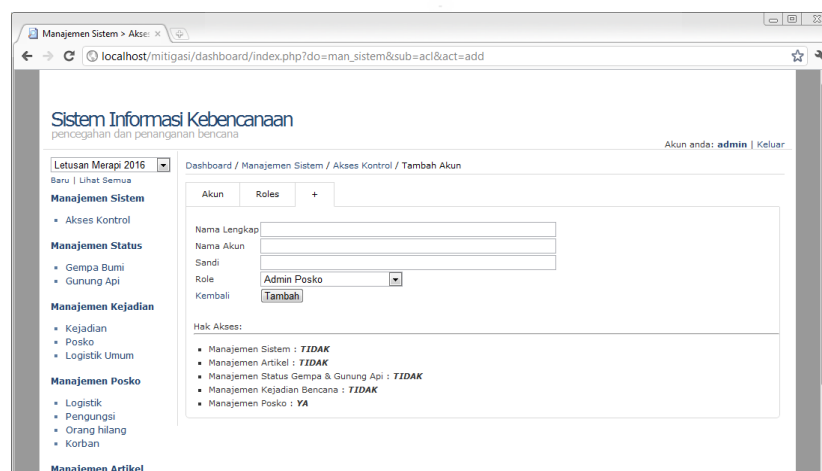 Manajemen Sistem > Akse:
localhost/mitigasi/dashboard/index.php?do=man_sistem&sub=acl&act=add
Sistem Informasi Kebencanaan
pencegahan dan penanganan bencana
Akun anda: admin | Keluar
Letusan Merapi 2016
Baru | Lihat Semua
Manajemen Sistem
Akses Kontrol
Manajemen Status
Gempa Bumi
Gunung Api
Manajemen Kejadian
Kejadian
Posko
Logistik Umum
Manajemen Posko
Logistik
Pengungsi
Orang hilang
Korban
Manajemen Artikel
Dashboard / Manajemen Sistem / Akses Kontrol / Tambah Akun
Akun Roles +
Nama Lengkap
Nama Akun
Sandi
Role Admin Posko
Kembali Tambah
Hak Akses:
Manajemen Sistem : TIDAK
Manajemen Artikel : TIDAK
Manajemen Status Gempa & Gunung Api : TIDAK
Manajemen Kejadian Bencana : TIDAK
Manajemen Posko : YA